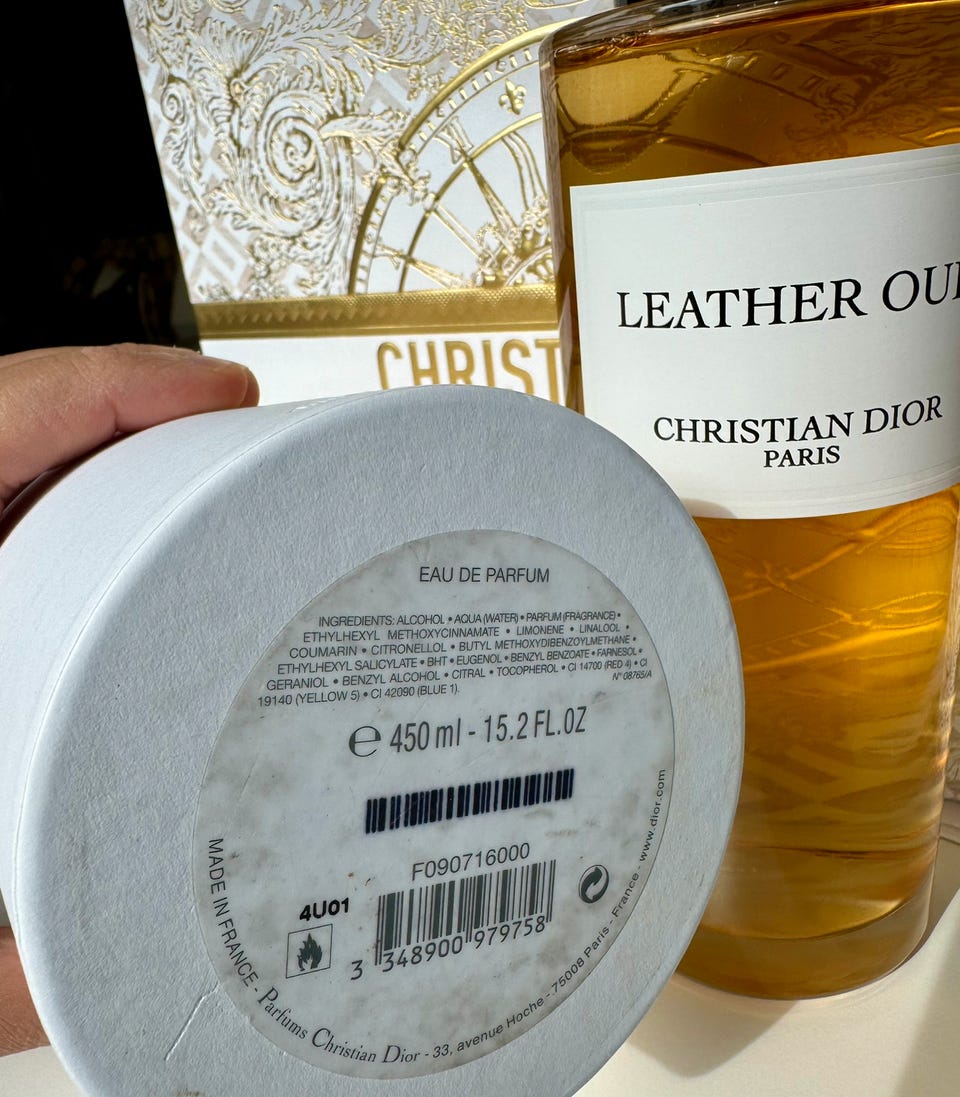 CHRIST
LEATHER OU
CHRISTIAN DIOR
PARIS
EAU DE PARFUM
INGREDIENTS: ALCOHOL • AQUA (WATER) • PARFUM (FRAGRANCE) •
ETHYLHEXYL METHOXYCINNAMATE • LIMONENE • LINALOOL •
COUMARIN • CITRONELLOL • BUTYL METHOXYDIBENZOYLMETHANE •
ETHYLHEXYL SALICYLATE • BHT • EUGENOL • BENZYL BENZOATE • FARNESOL •
GERANIOL • BENZYL ALCOHOL • CITRAL • TOCOPHEROL • CI 14700 (RED 4) • CI
19140 (YELLOW 5) • CI 42090 (BLUE 1).
N° 08765/A
℮ 450 ml - 15.2 FL.OZ
F090716000
4U01
3 348900 979758
MADE IN FRANCE - Parfums Christian Dior - 33, avenue Hoche - 75008 Paris - France - www.dior.com